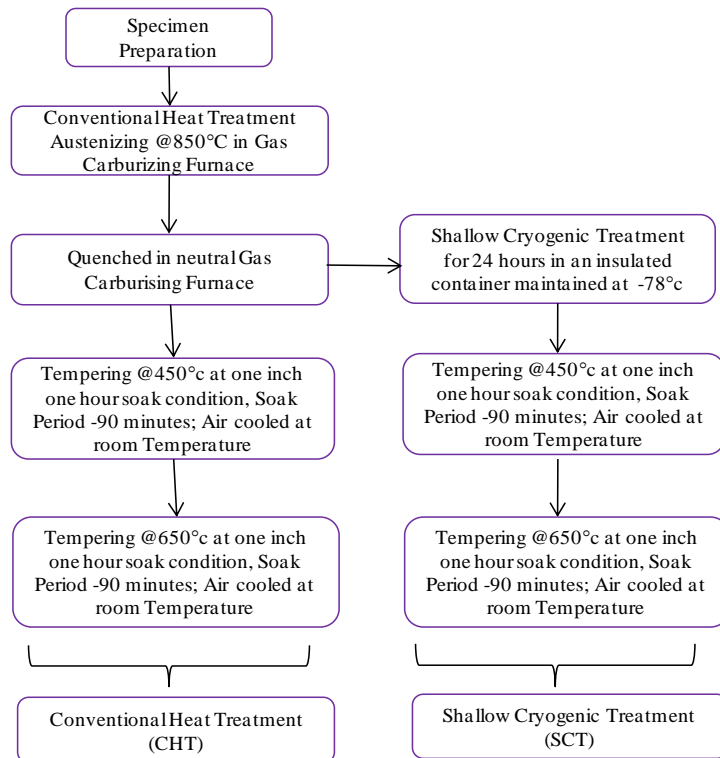 Specimen
Preparation
Conventional Heat Treatment
Austenizing @850°C in Gas
Carburizing Furnace
Quenched in neutral Gas
Carburising Furnace
Shallow Cryogenic Treatment
for 24 hours in an insulated
container maintained at -78°c
Tempering @450°c at one inch
one hour soak condition, Soak
Period -90 minutes; Air cooled at
room Temperature
Tempering @450°c at one inch
one hour soak condition, Soak
Period -90 minutes; Air cooled at
room Temperature
Tempering @650°c at one inch
one hour soak condition, Soak
Period -90 minutes; Air cooled at
room Temperature
Tempering @650°c at one inch
one hour soak condition, Soak
Period -90 minutes; Air cooled at
room Temperature
Conventional Heat Treatment
(CHT)
Shallow Cryogenic Treatment
(SCT)